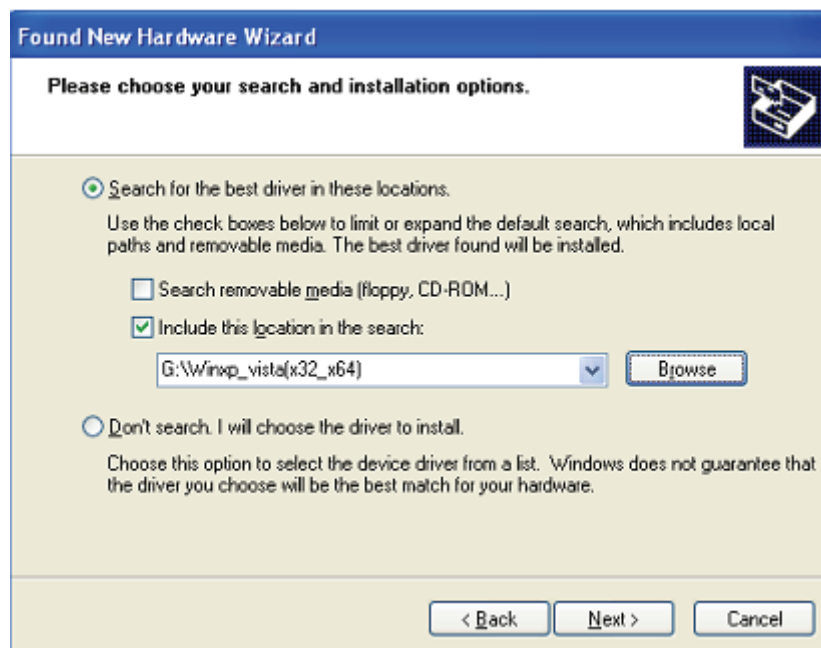 Found New Hardware Wizard
Please choose your search and installation options.
Search for the best driver in these locations.
Use the check boxes below to limit or expand the default search, which includes local
paths and removable media. The best driver found will be installed.
Search removable media (floppy, CD-ROM...)
Include this location in the search:
G:\Winxp_vista(x32_x64)
Browse
Don't search. I will choose the driver to install.
Choose this option to select the device driver from a list. Windows does not guarantee that
the driver you choose will be the best match for your hardware.
< Back Next > Cancel